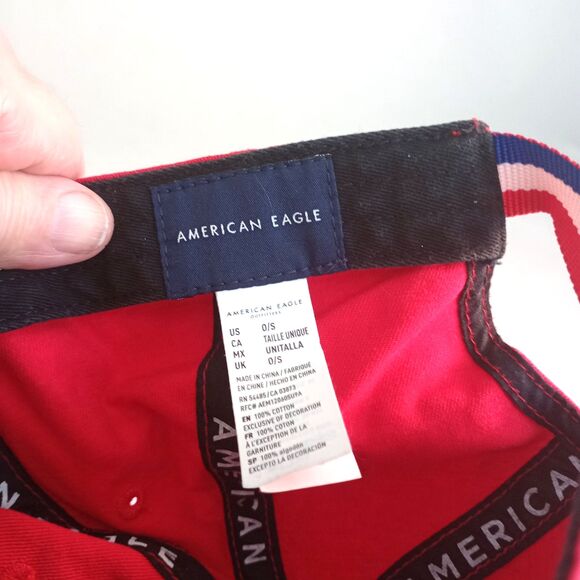 AMERICAN EAGLE
AMERICAN EAGLE
OUTFITTERS
US O/S
CA TAILLE UNIQUE
MX UNITALLA
UK O/S
MADE IN CHINA / FABRIQUÉ
EN CHINE / HECHO EN CHINA
RN 54485/CA 03873
RFC# AEM12060SUFA
EN 100% COTTON
EXCLUSIVE OF DECORATION
FR 100% COTON
À L'EXCEPTION DE LA
GARNITURE
SP 100% algodón
EXCEPTO LA DECORACIÓN
AMERICAN
AMERICAN